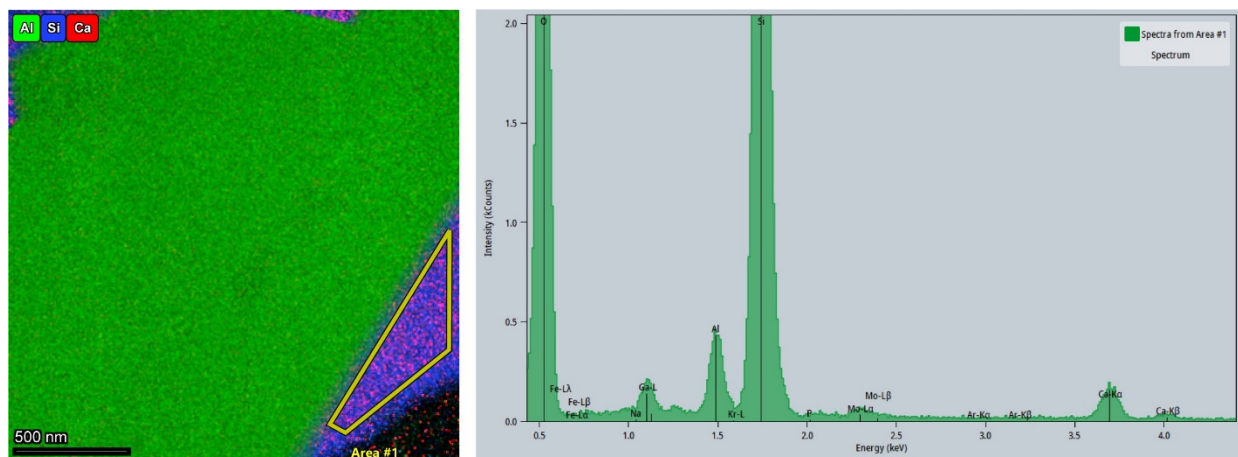 Al Si Ca
500 nm
Area #1
Intensity (kCounts)
2.0
1.5
1.0
0.5
0.0
O
Fe-Lλ
Fe-Lβ
Fe-Lα
Na
Ga-L
Al
Kr-L
Si
P
Mo-Lα
Mo-Lβ
Ar-Kα
Ar-Kβ
Ca-Kα
Ca-Kβ
Spectra from Area #1
Spectrum
0.5 1.0 1.5 2.0 2.5 3.0 3.5 4.0
Energy (keV)